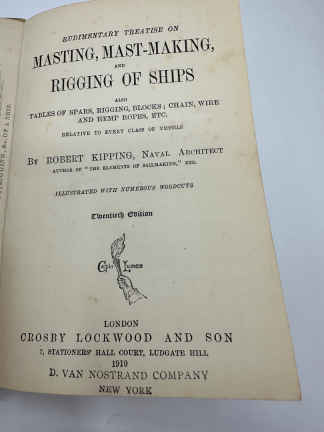 RUDIMENTARY TREATISE ON
MASTING, MAST-MAKING,
AND
RIGGING OF SHIPS
ALSO
TABLES OF SPARS, RIGGING, BLOCKS; CHAIN, WIRE
AND HEMP ROPES, ETC.
RELATIVE TO EVERY CLASS OF VESSELS
BY ROBERT KIPPING, NAVAL ARCHITECT
AUTHOR OF "THE ELEMENTS OF SAILMAKING," ETC.
ILLUSTRATED WITH NUMEROUS WOODCUTS
Twentieth Edition
LONDON
CROSBY LOCKWOOD AND SON
7, STATIONERS' HALL COURT, LUDGATE HILL
1919
D. VAN NOSTRAND COMPANY
NEW YORK